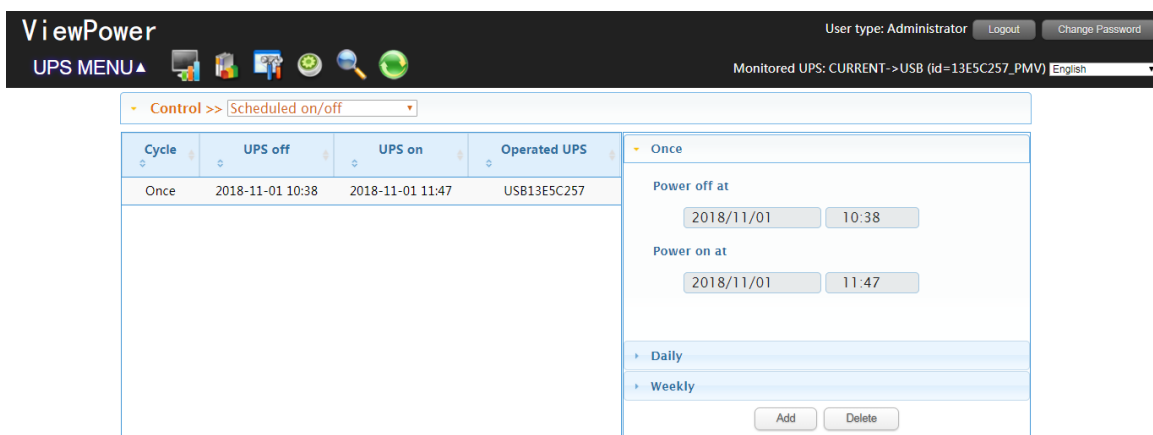 ViewPower
User type: Administrator Logout Change Password
UPS MENU▲
Monitored UPS: CURRENT->USB (id=13E5C257_PMV) English
Control >> Scheduled on/off
Cycle UPS off UPS on Operated UPS
Once 2018-11-01 10:38 2018-11-01 11:47 USB13E5C257
Once
Power off at
2018/11/01 10:38
Power on at
2018/11/01 11:47
Daily
Weekly
Add Delete